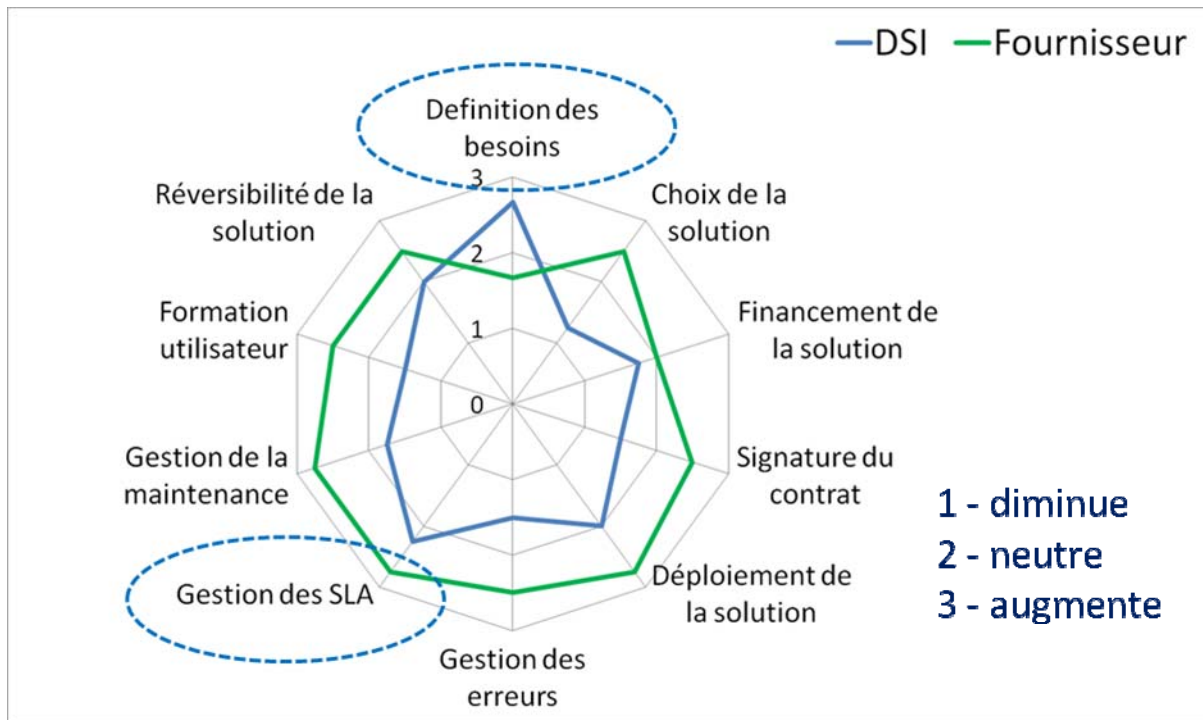 DSI Fournisseur
Definition des
besoins
Choix de la
solution
Financement de
la solution
Signature du
contrat
Déploiement de
la solution
Gestion des
erreurs
Gestion des SLA
Gestion de la
maintenance
Formation
utilisateur
Réversibilité de la
solution
3
2
1
0
1 - diminue
2 - neutre
3 - augmente